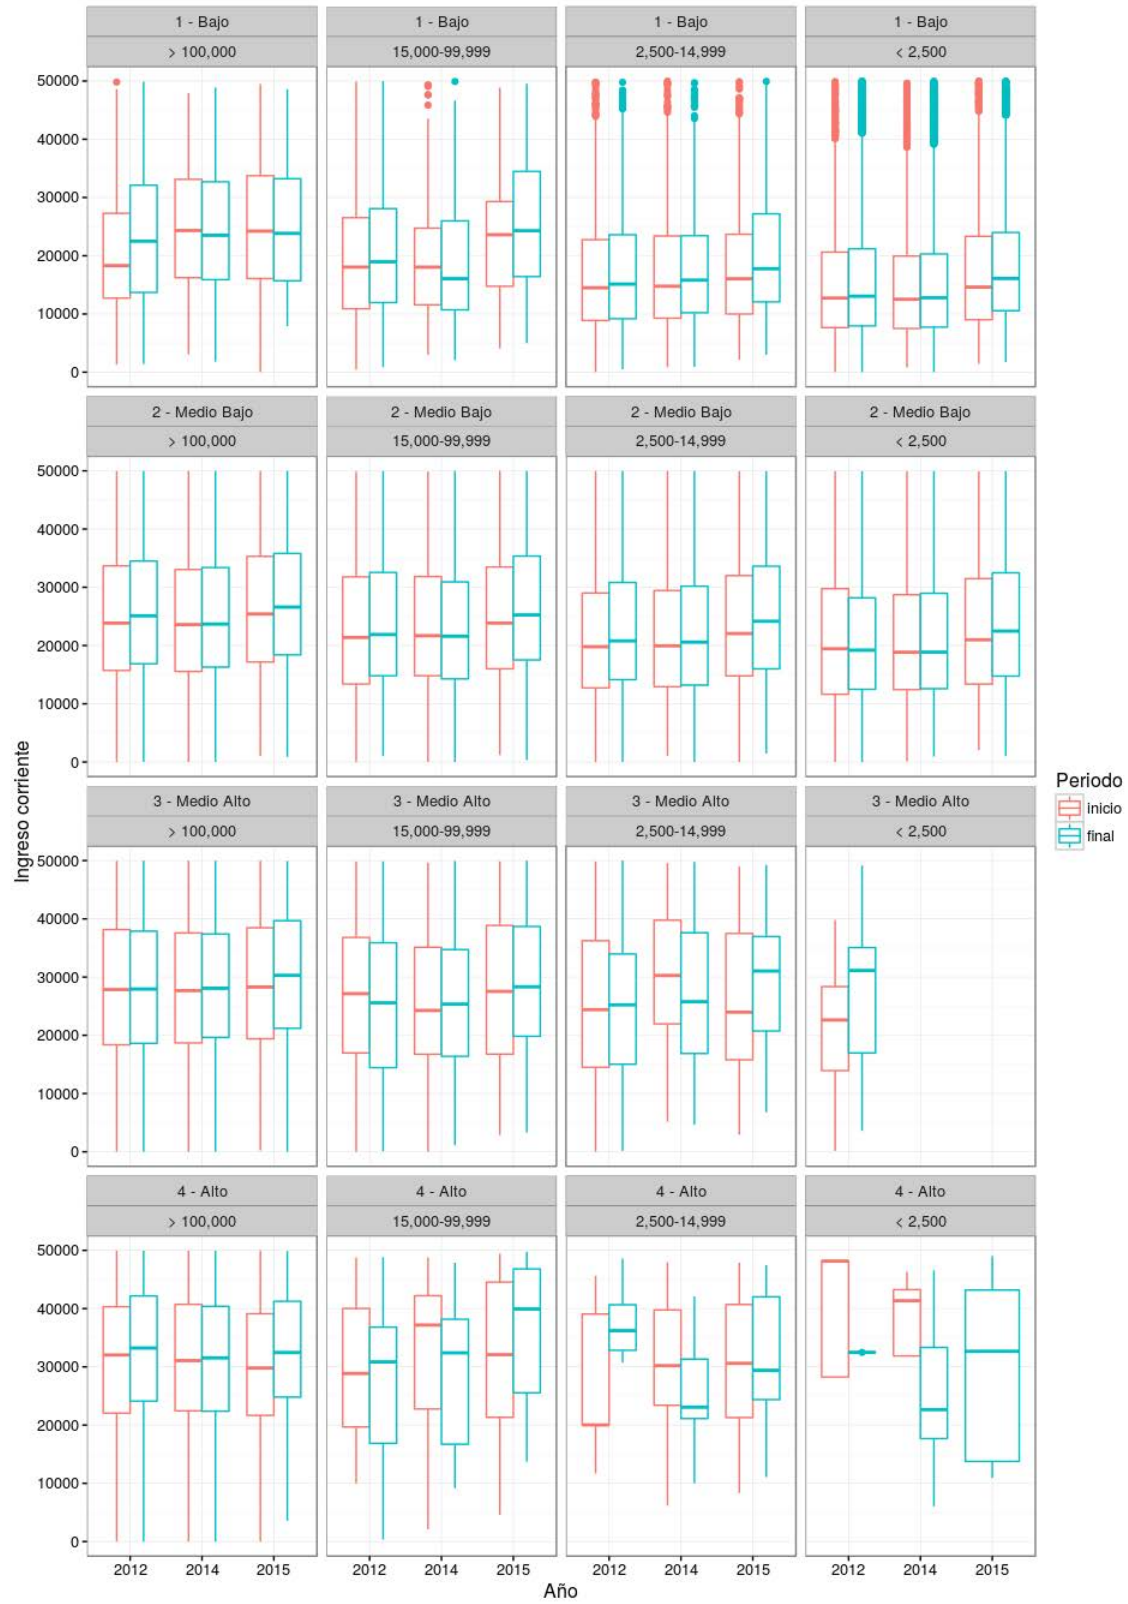 1 - Bajo 1 - Bajo 1 - Bajo 1 - Bajo
> 100,000 15,000-99,999 2,500-14,999 < 2,500
50000
40000
30000
20000
10000
0
2 - Medio Bajo 2 - Medio Bajo 2 - Medio Bajo 2 - Medio Bajo
> 100,000 15,000-99,999 2,500-14,999 < 2,500
50000
40000
30000
20000
10000
0
Ingreso corriente
3 - Medio Alto 3 - Medio Alto 3 - Medio Alto 3 - Medio Alto
> 100,000 15,000-99,999 2,500-14,999 < 2,500
50000
40000
30000
20000
10000
0
Periodo
inicio
final
4 - Alto 4 - Alto 4 - Alto 4 - Alto
> 100,000 15,000-99,999 2,500-14,999 < 2,500
50000
40000
30000
20000
10000
0
2012 2014 2015 2012 2014 2015 2012 2014 2015 2012 2014 2015
Año